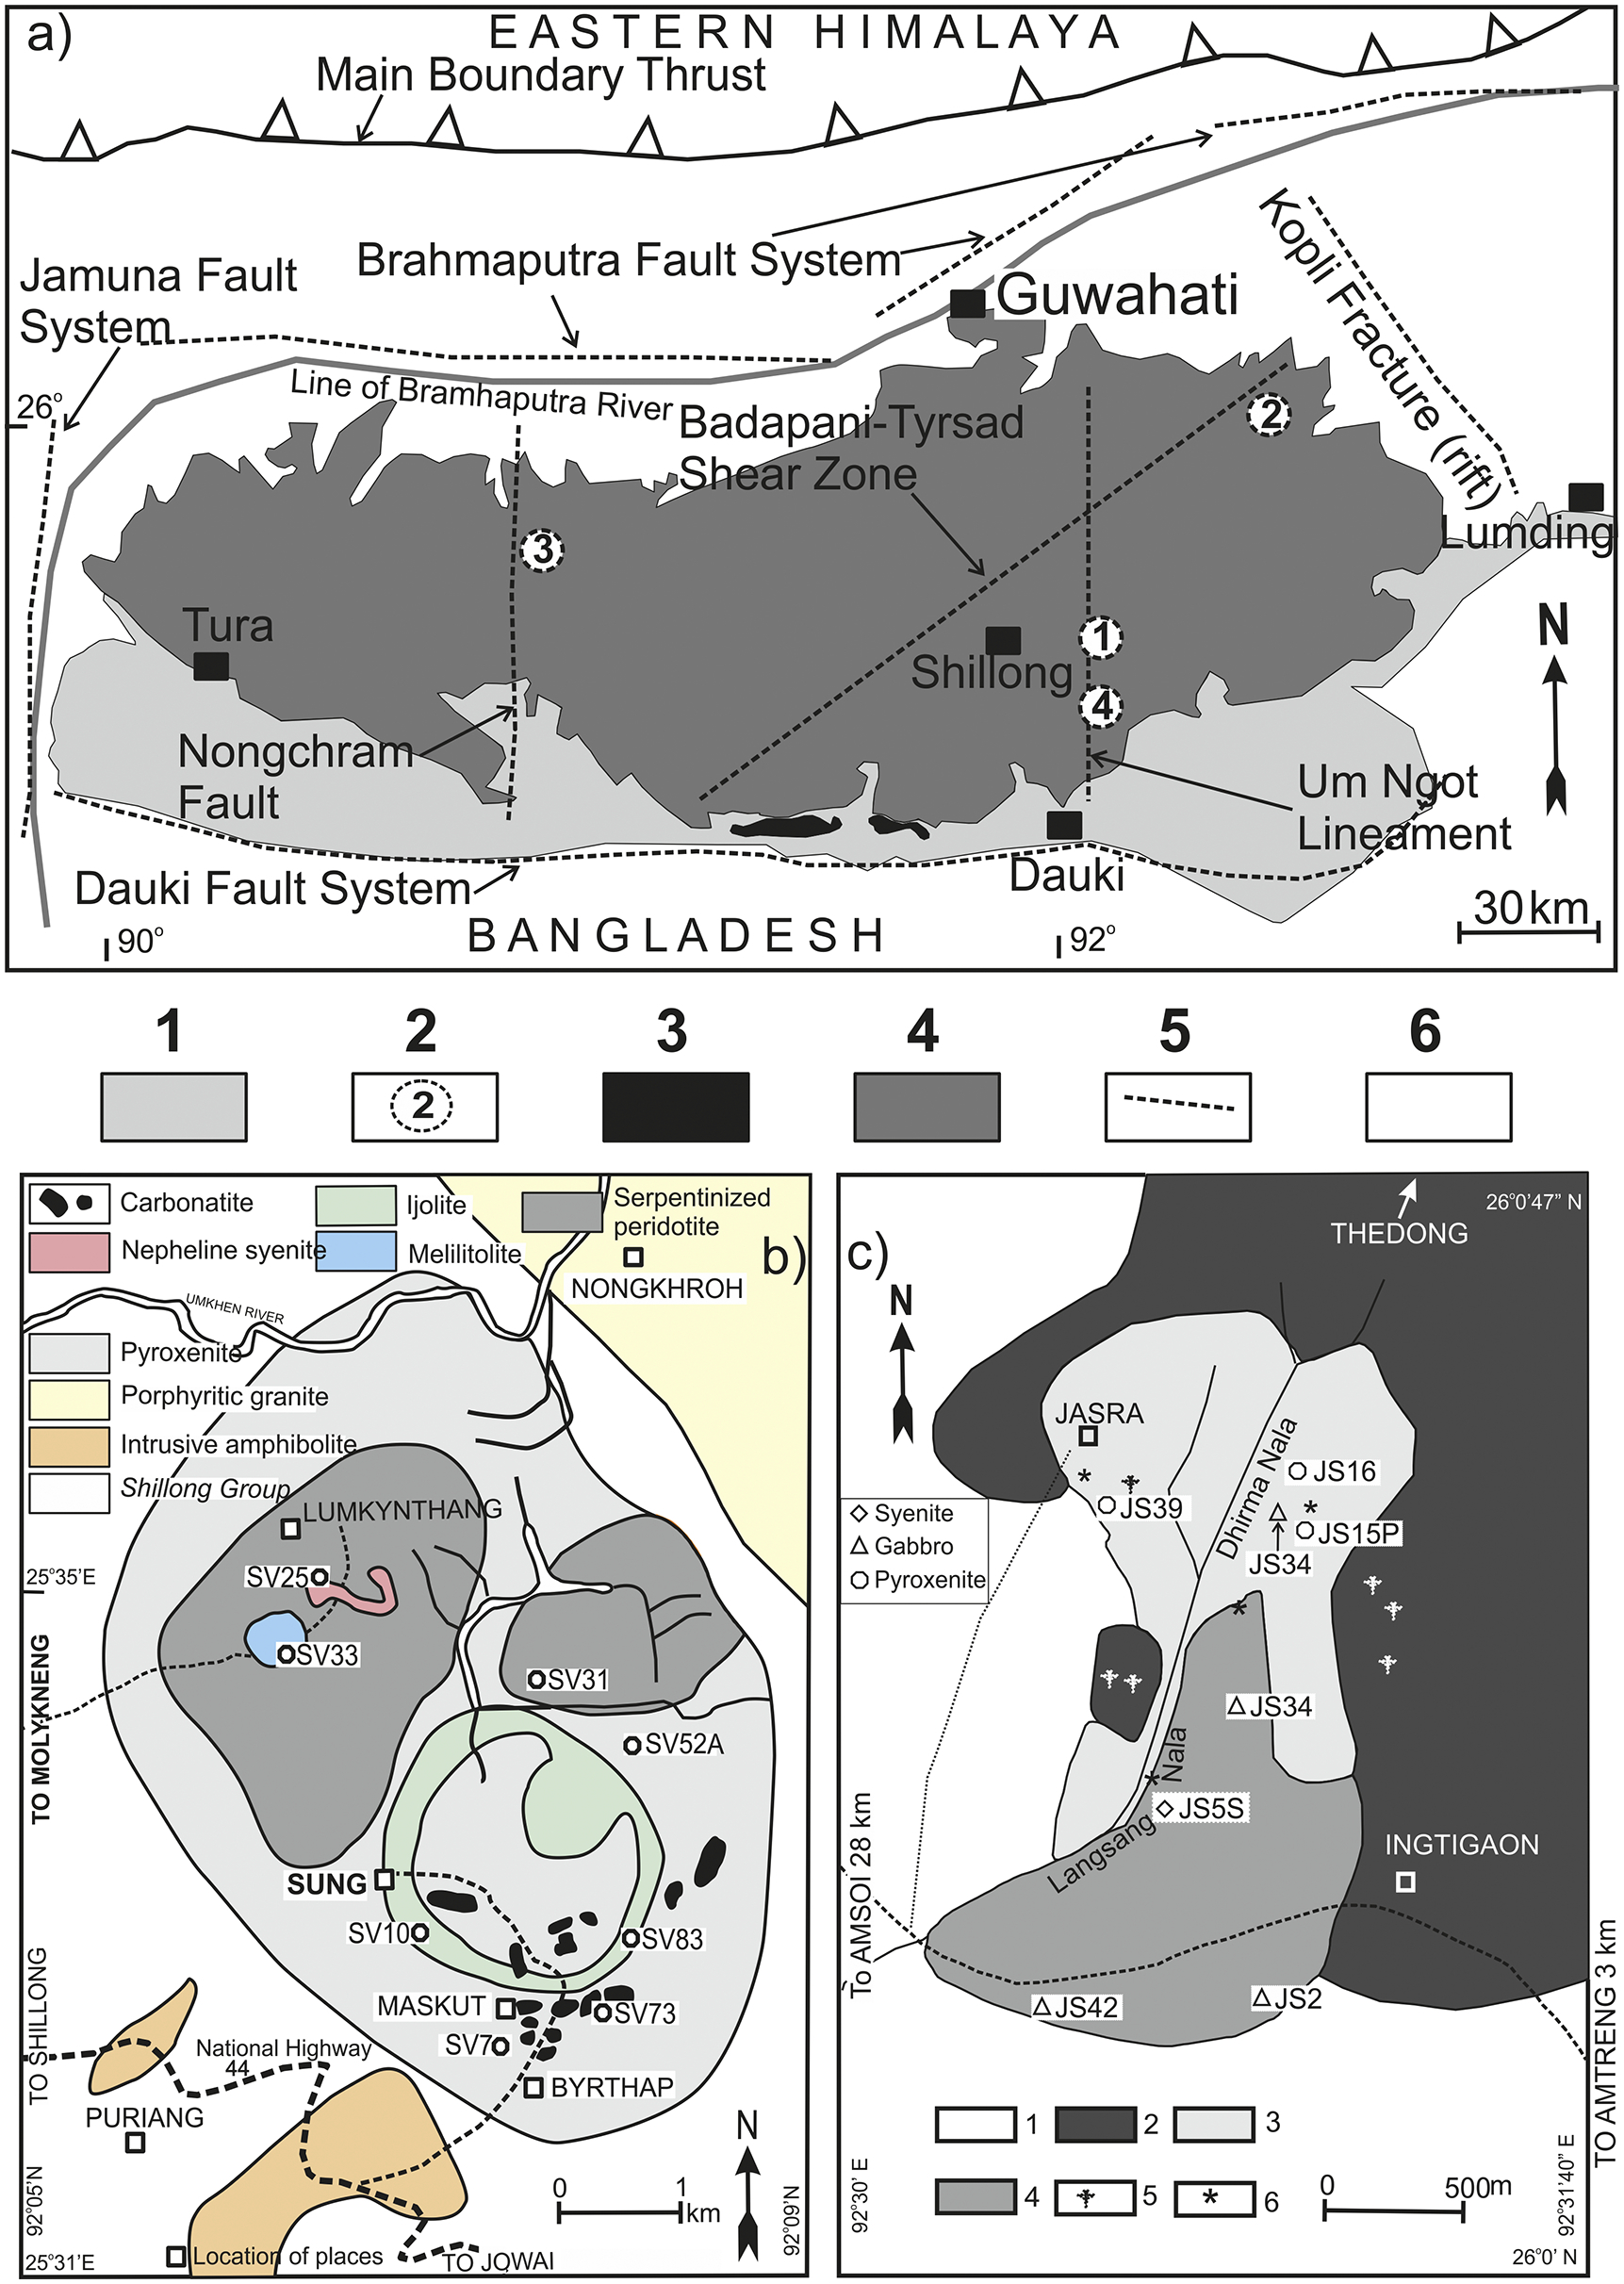 a)
EASTERN HIMALAYA
Main Boundary Thrust
Brahmaputra Fault System
Jamuna Fault
System
Kopli Fracture (rift)
Guwahati
Line of Bramhaputra River
26°
Badapani-Tyrsad
Shear Zone
2
3
Lumding
Tura
1
Shillong
N
4
Nongchram
Fault
Um Ngot
Lineament
Dauki Fault System
Dauki
30 km
BANGLADESH
90°
92°
1 2 3 4 5 6
2
b)
Carbonatite
Ijolite
Serpentinized
peridotite
Nepheline syenite
Melilitolite
NONGKHROH
UMKHEN RIVER
Pyroxenite
Porphyritic granite
Intrusive amphibolite
Shillong Group
LUMKYNTHANG
SV25
25°35'E
SV33
SV31
TO MOLYKNENG
SV52A
SUNG
SV10
SV83
MASKUT
SV73
SV7
TO SHILLONG
National Highway
44
BYRTHAP
PURIANG
N
0 1
km
92°05'N
92°09'N
25°31'E
Location of places
TO JOWAI
c)
THEDONG
26°0'47” N
N
JASRA
Dhirma Nala
JS16
JS39
JS15P
JS34
Syenite
Gabbro
Pyroxenite
JS34
Nala
JS5S
Langsang
INGTIGAON
To AMSOI 28 km
JS42
JS2
TO AMTRENG 3 km
1 2 3
4 5 6
0 500m
92°30' E
92°31'40” E
26°0' N